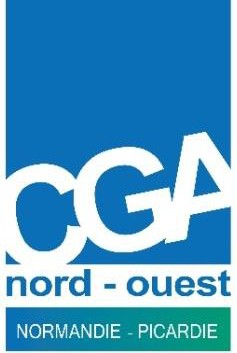 CGA
nord - ouest
NORMANDIE - PICARDIE